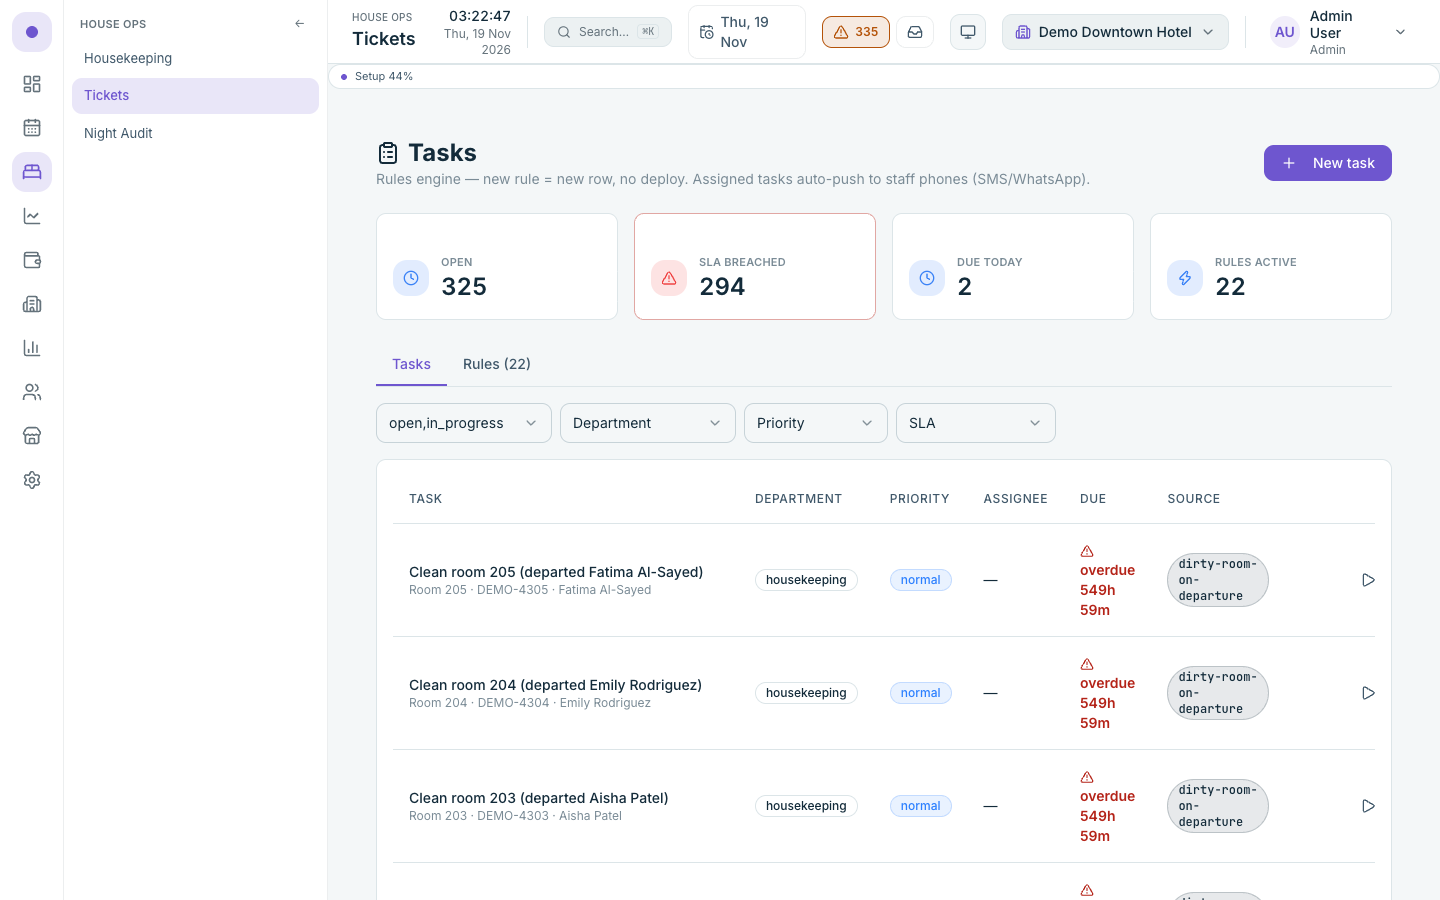 HOUSE OPS
Housekeeping
Tickets
Night Audit
HOUSE OPS
Tickets
03:22:47
Thu, 19 Nov
2026
Search...
⌘K
Thu, 19
Nov
335
Demo Downtown Hotel
AU
Admin
User
Admin
Setup 44%
Tasks
Rules engine — new rule = new row, no deploy. Assigned tasks auto-push to staff phones (SMS/WhatsApp).
New task
OPEN
325
SLA BREACHED
294
DUE TODAY
2
RULES ACTIVE
22
Tasks
Rules (22)
open,in_progress
Department
Priority
SLA
TASK DEPARTMENT PRIORITY ASSIGNEE DUE SOURCE
Clean room 205 (departed Fatima Al-Sayed)
Room 205 · DEMO-4305 · Fatima Al-Sayed
housekeeping
normal
—
overdue
549h
59m
dirty-room-
on-
departure
Clean room 204 (departed Emily Rodriguez)
Room 204 · DEMO-4304 · Emily Rodriguez
housekeeping
normal
—
overdue
549h
59m
dirty-room-
on-
departure
Clean room 203 (departed Aisha Patel)
Room 203 · DEMO-4303 · Aisha Patel
housekeeping
normal
—
overdue
549h
59m
dirty-room-
on-
departure